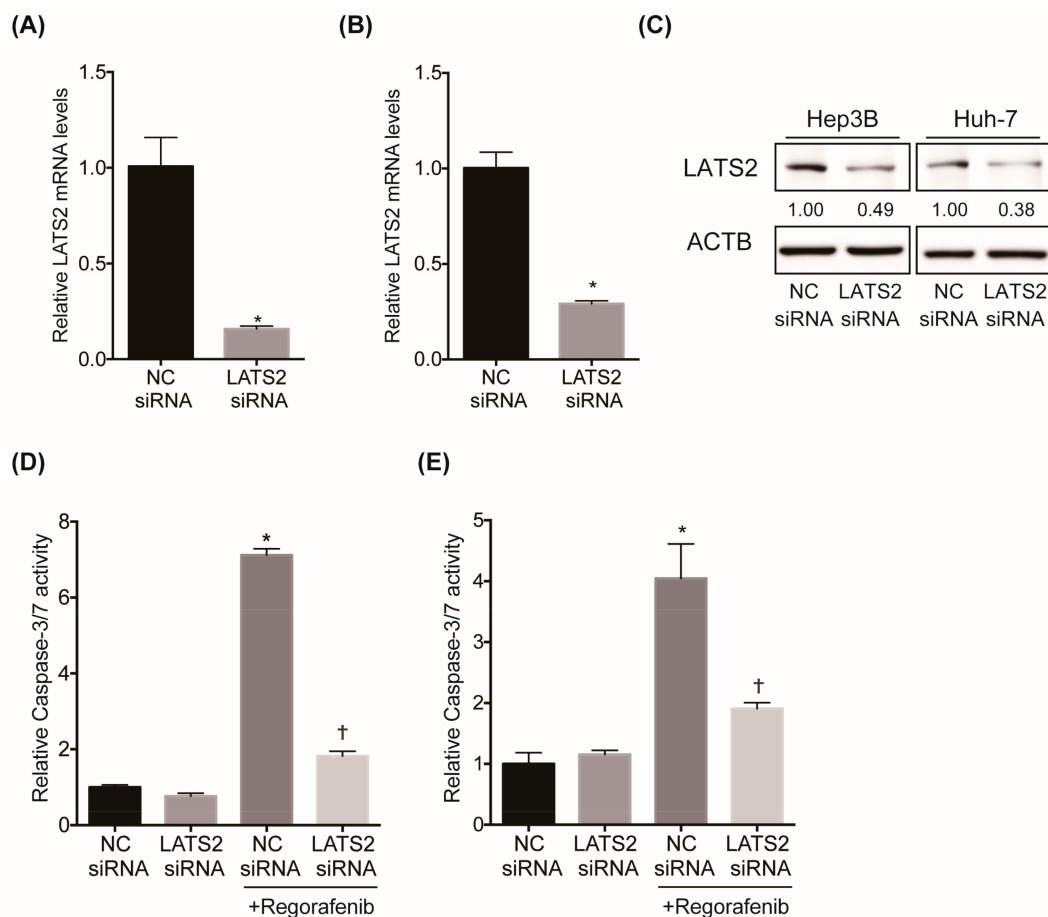 (A)
Relative LATS2 mRNA levels
1.5
1.0
0.5
0.0
*
NC
siRNA
LATS2
siRNA
(B)
Relative LATS2 mRNA levels
1.5
1.0
0.5
0.0
*
NC
siRNA
LATS2
siRNA
(C)
Hep3B Huh-7
LATS2
1.00 0.49 1.00 0.38
ACTB
NC LATS2 NC LATS2
siRNA siRNA siRNA siRNA
(D)
Relative Caspase-3/7 activity
8
6
4
2
0
*
†
NC LATS2 NC LATS2
siRNA siRNA siRNA siRNA
+Regorafenib
(E)
Relative Caspase-3/7 activity
5
4
3
2
1
0
*
†
NC LATS2 NC LATS2
siRNA siRNA siRNA siRNA
+Regorafenib